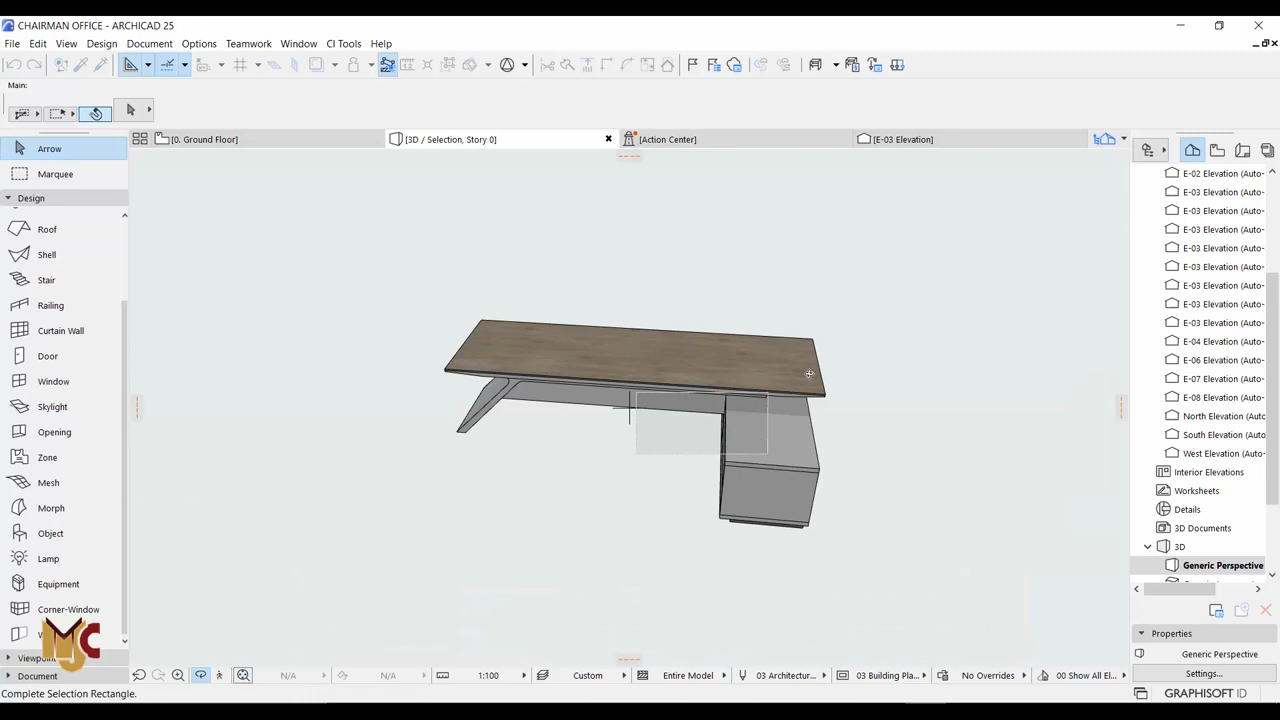 CHAIRMAN OFFICE - ARCHICAD 25
File Edit View Design Document Options Teamwork Window CI Tools Help
Main:
[0. Ground Floor] [3D / Selection, Story 0] [Action Center] [E-03 Elevation]
Arrow
Marquee
Design
Roof
Shell
Stair
Railing
Curtain Wall
Door
Window
Skylight
Opening
Zone
Mesh
Morph
Object
Lamp
Equipment
Corner-Window
W
Viewpoi
Document
MJC
E-02 Elevation (Auto-
E-03 Elevation (Auto-
E-03 Elevation (Auto-
E-03 Elevation (Auto-
E-03 Elevation (Auto-
E-03 Elevation (Auto-
E-03 Elevation (Auto-
E-03 Elevation (Auto-
E-03 Elevation (Auto-
E-04 Elevation (Auto-
E-06 Elevation (Auto-
E-07 Elevation (Auto-
E-08 Elevation (Auto-
North Elevation (Auto-
South Elevation (Auto-
West Elevation (Auto-
Interior Elevations
Worksheets
Details
3D Documents
3D
Generic Perspective
Properties
Generic Perspective
Settings...
N/A N/A 1:100 Custom Entire Model 03 Architectur... 03 Building Pla... No Overrides 00 Show All El...
Complete Selection Rectangle.
GRAPHISOFT ID